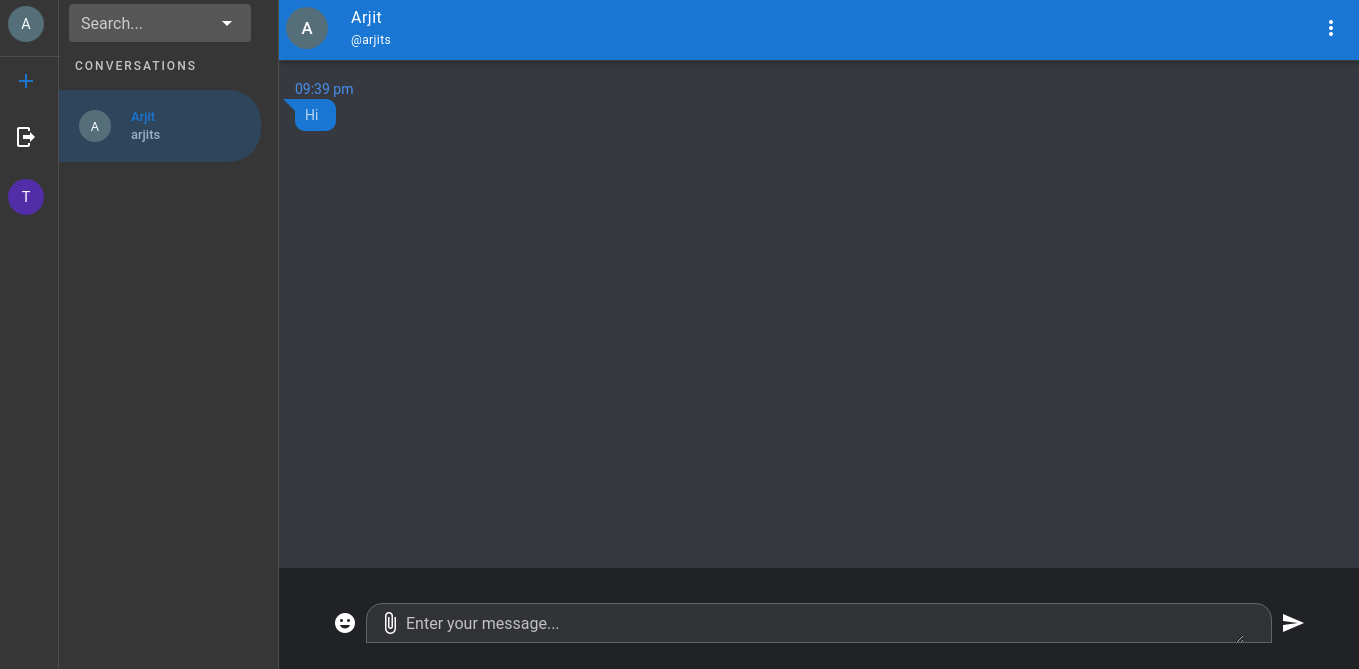 A
Search...
CONVERSATIONS
A
Arjit
arjits
T
A
Arjit
@arjits
09:39 pm
Hi
Enter your message...